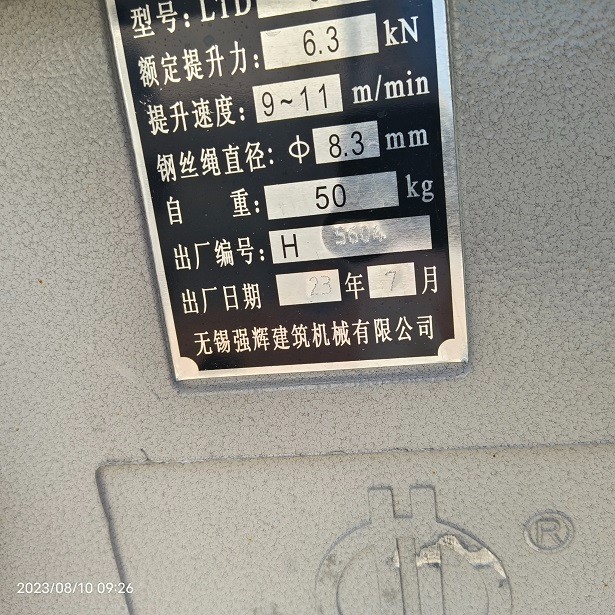 型号: LTD
额定提升力: 6.3 kN
提升速度: 9~11 m/min
钢丝绳直径: ф 8.3 mm
自 重: 50 kg
出厂编号: H 5604
出厂日期 23 年 7 月
无锡强辉建筑机械有限公司
®
2023/08/10 09:26